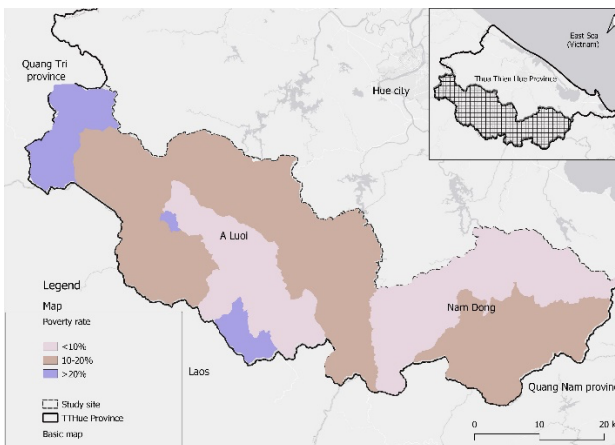 East Sea
(Vietnam)
Thua Thien Hue Province
Quang Tri
province
Hue city
A Luoi
Nam Dong
Laos
Quang Nam province
Legend
Map
Poverty rate
<10%
10-20%
>20%
Study site
TTHue Province
Basic map
0 10 20 k